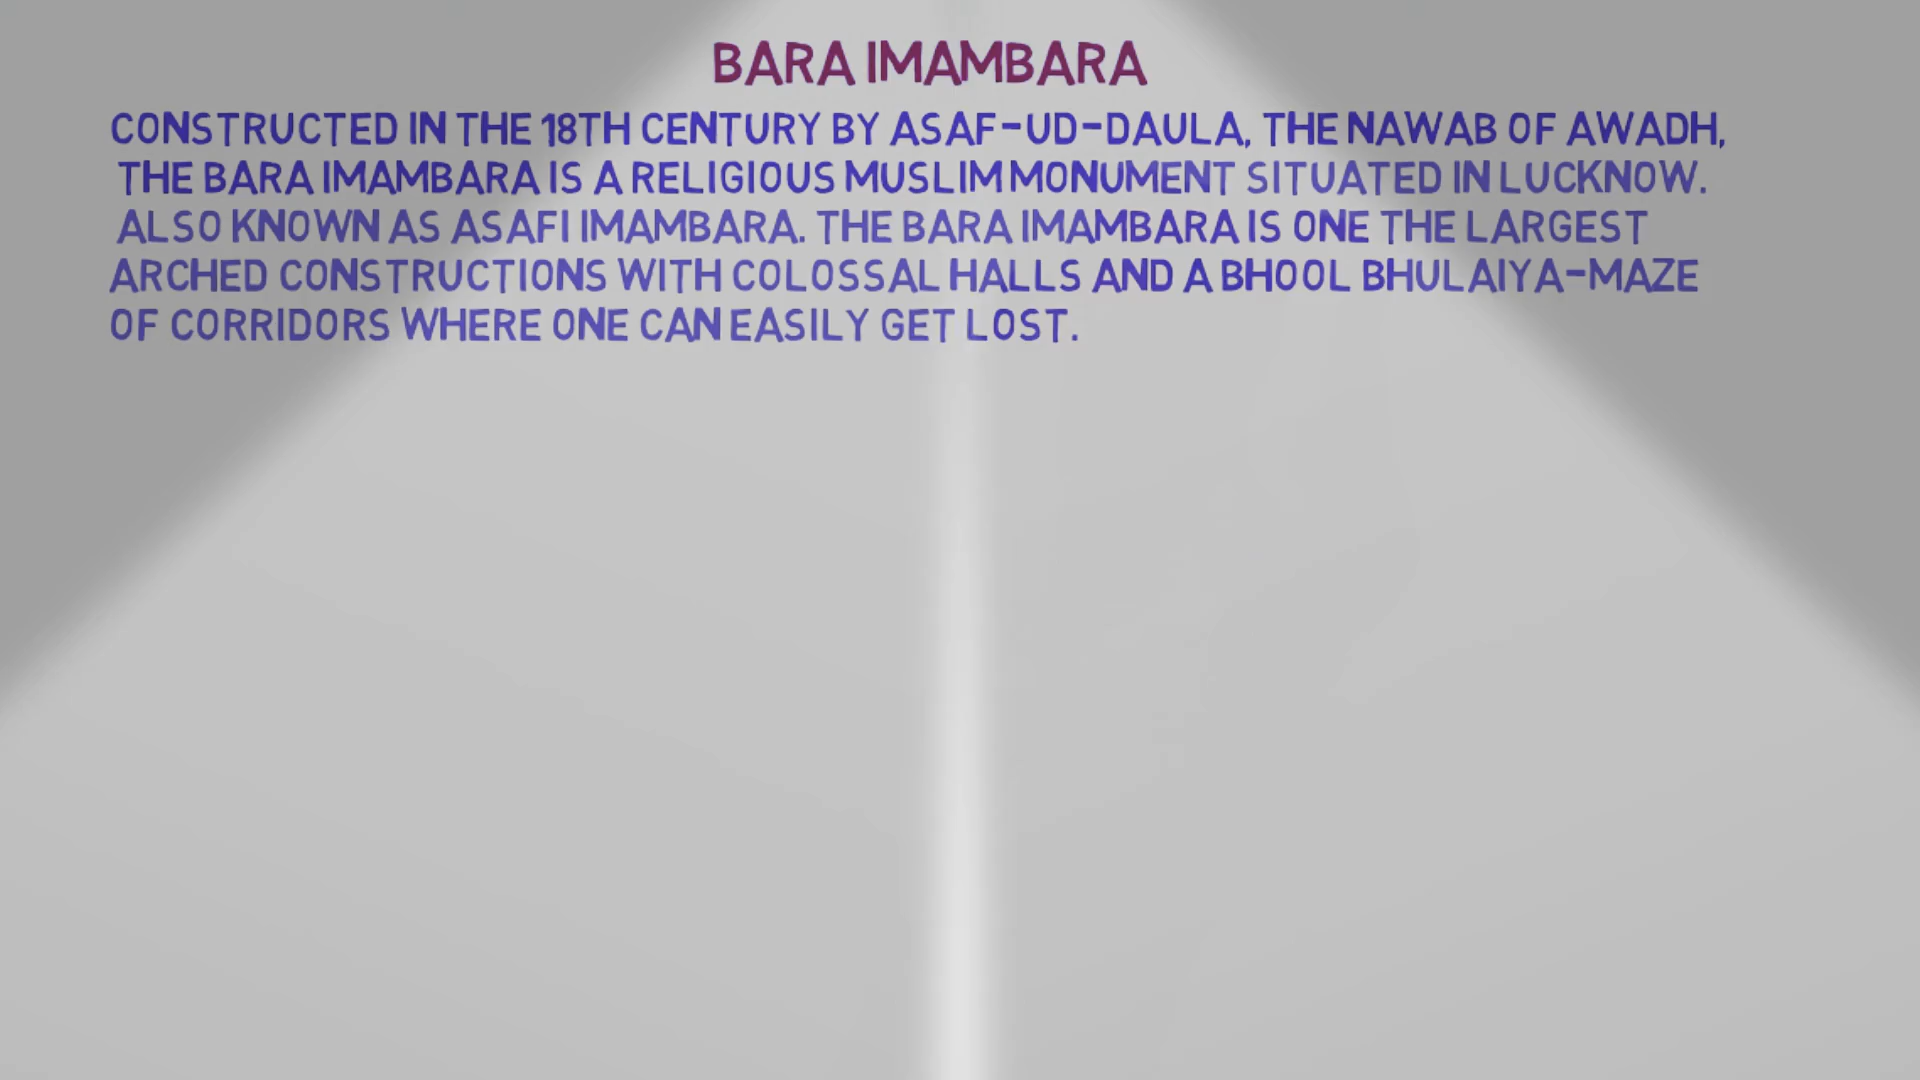 BARA IMAMBARA
CONSTRUCTED IN THE 18TH CENTURY BY ASAF-UD-DAULA, THE NAWAB OF AWADH,
THE BARA IMAMBARA IS A RELIGIOUS MUSLIM MONUMENT SITUATED IN LUCKNOW.
ALSO KNOWN AS ASAFI IMAMBARA. THE BARA IMAMBARA IS ONE THE LARGEST
ARCHED CONSTRUCTIONS WITH COLOSSAL HALLS AND A BHOOL BHULAIYA-MAZE
OF CORRIDORS WHERE ONE CAN EASILY GET LOST.